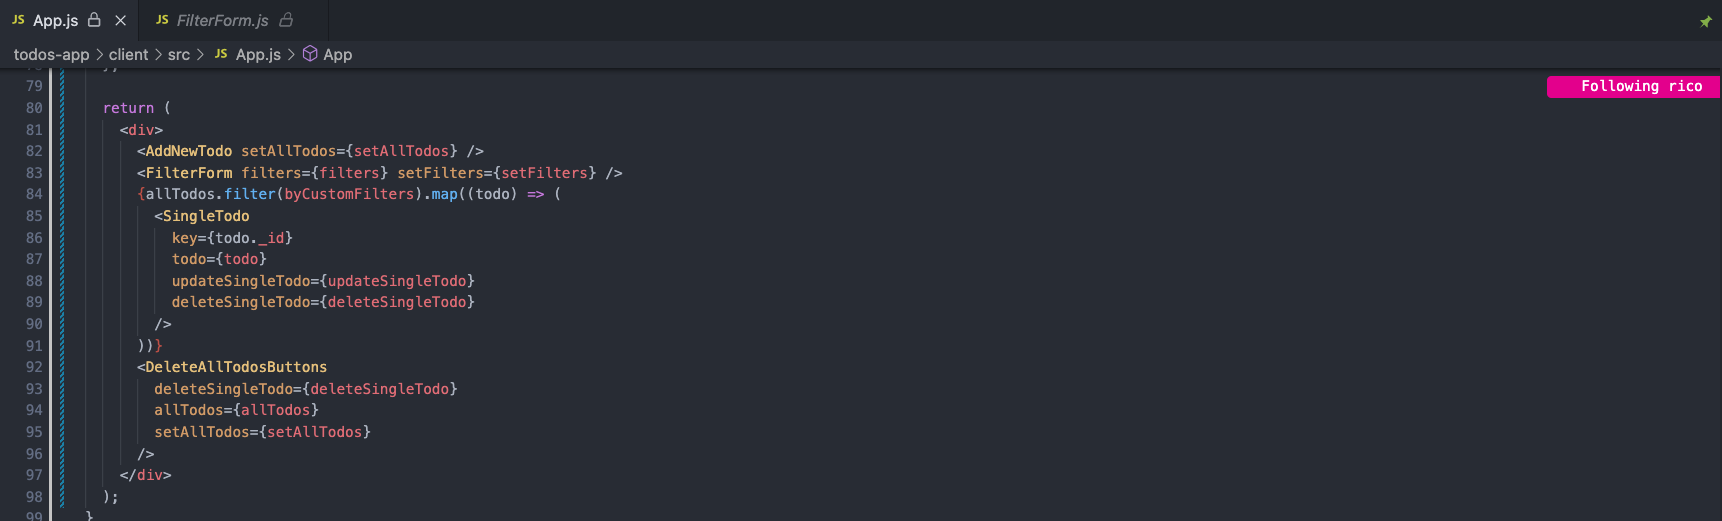 JS App.js
JS FilterForm.js
todos-app > client > src > JS App.js > App
79
Following rico
80 return (
81 <div>
82 <AddNewTodo setAllTodos={setAllTodos} />
83 <FilterForm filters={filters} setFilters={setFilters} />
84 {allTodos.filter(byCustomFilters).map((todo) => (
85 <SingleTodo
86 key={todo._id}
87 todo={todo}
88 updateSingleTodo={updateSingleTodo}
89 deleteSingleTodo={deleteSingleTodo}
90 />
91 ))}
92 <DeleteAllTodosButtons
93 deleteSingleTodo={deleteSingleTodo}
94 allTodos={allTodos}
95 setAllTodos={setAllTodos}
96 />
97 </div>
98 );
99 }